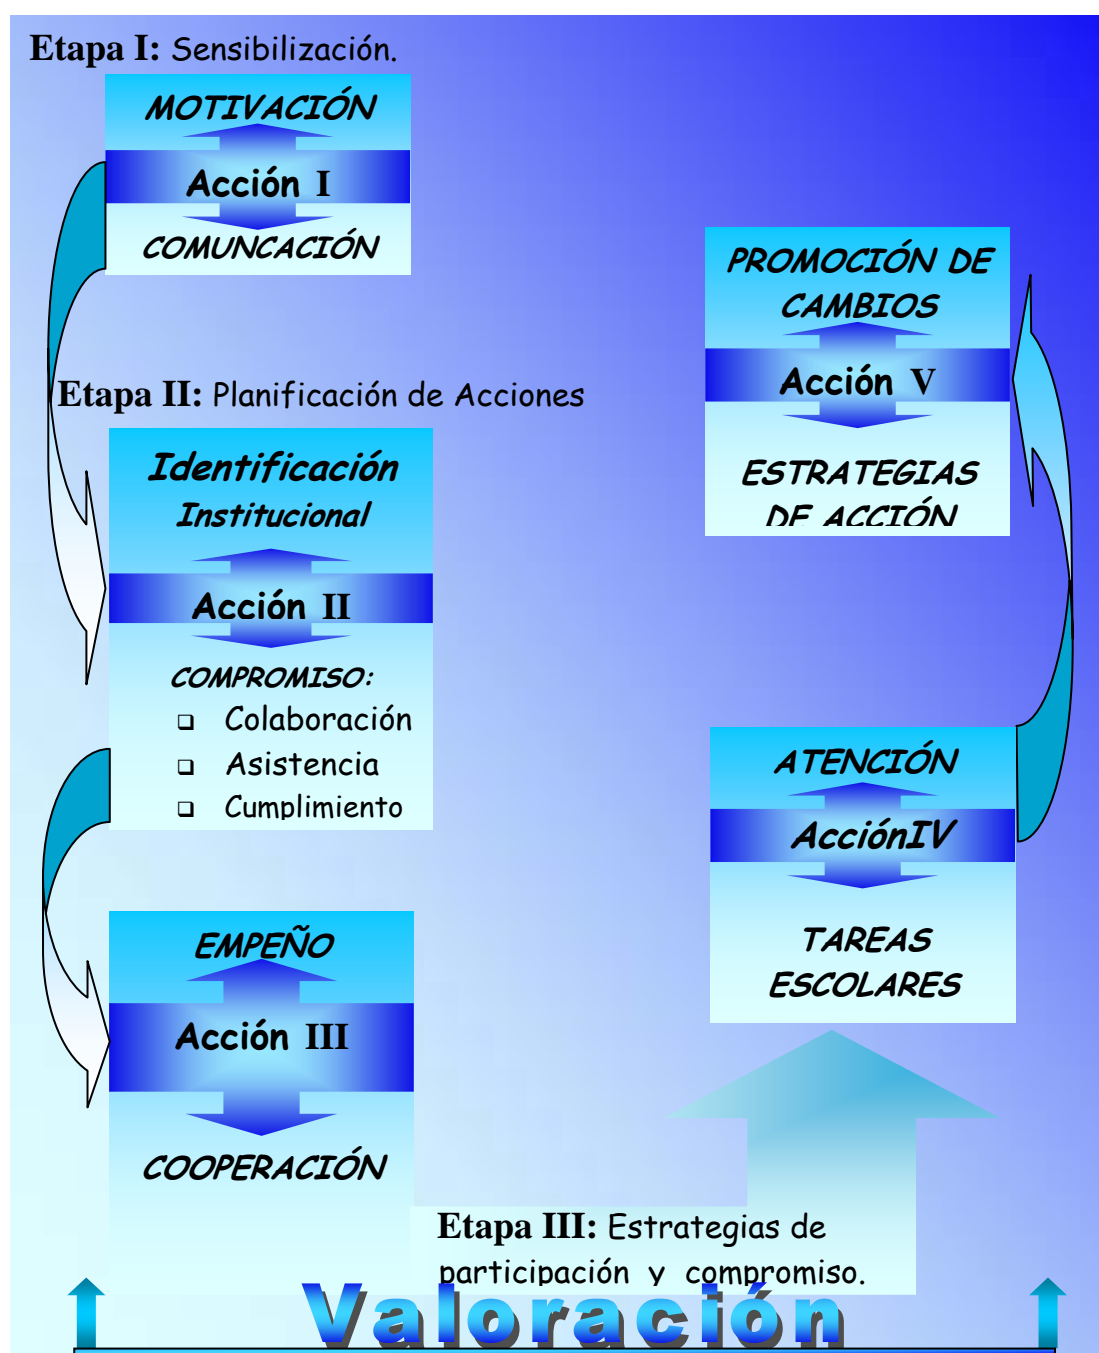 Etapa I: Sensibilización.
MOTIVACIÓN
Acción I
COMUNCACIÓN
Etapa II: Planificación de Acciones
Identificación
Institucional
Acción II
COMPROMISO:
❑ Colaboración
❑ Asistencia
❑ Cumplimiento
EMPEÑO
Acción III
COOPERACIÓN
Etapa III: Estrategias de
participación y compromiso.
ATENCIÓN
AcciónIV
TAREAS
ESCOLARES
PROMOCIÓN DE
CAMBIOS
Acción V
ESTRATEGIAS
DE ACCIÓN
Valoración